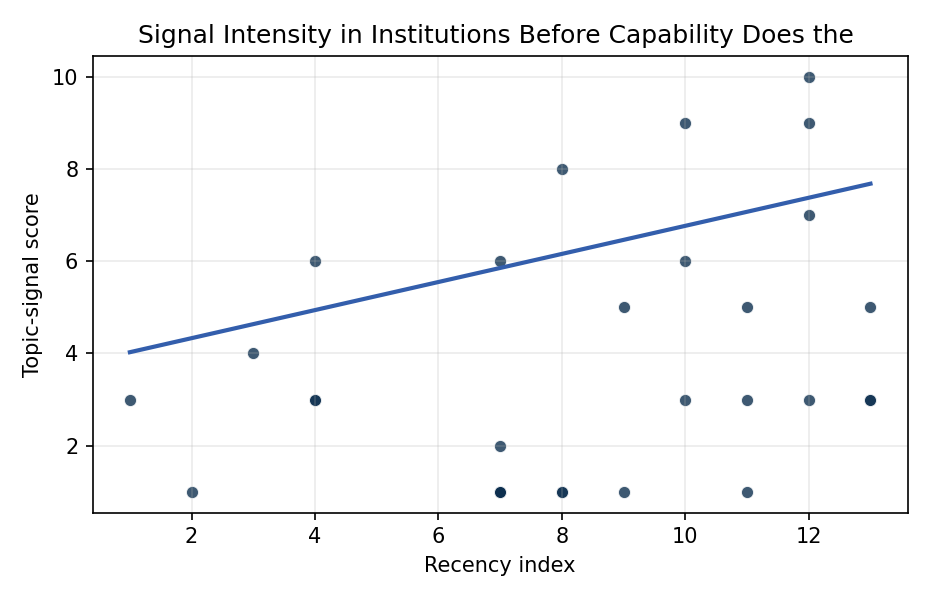 Signal Intensity in Institutions Before Capability Does the
Topic-signal score
10
8
6
4
2
2 4 6 8 10 12
Recency index